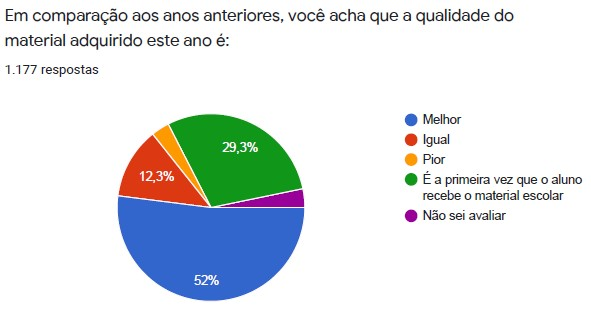 Em comparação aos anos anteriores, você acha que a qualidade do
material adquirido este ano é:
1.177 respostas
29,3%
12,3%
52%
Melhor
Igual
Pior
É a primeira vez que o aluno
recebe o material escolar
Não sei avaliar